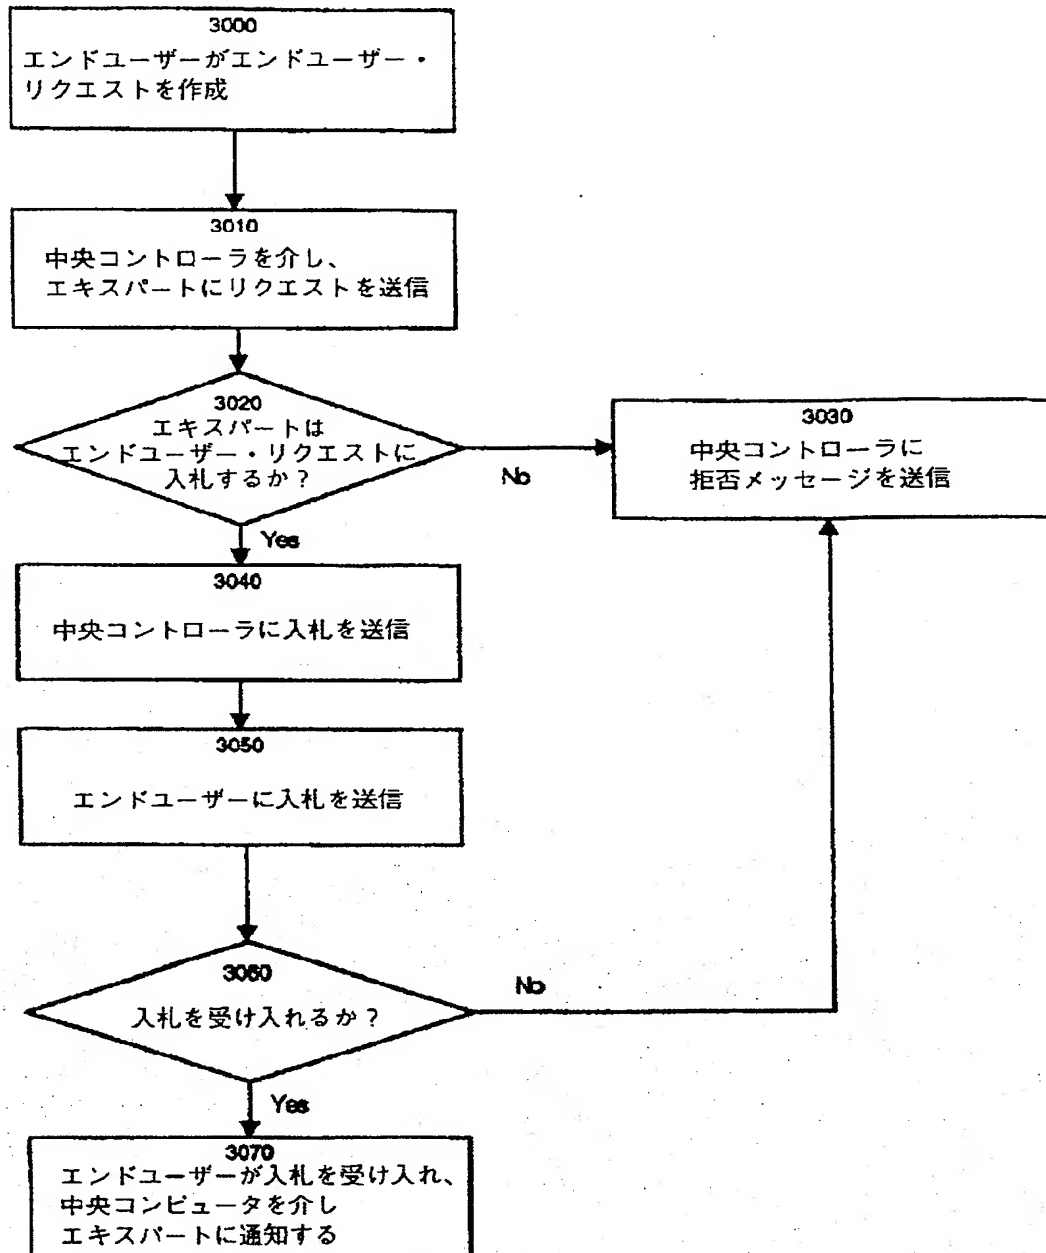 3000
エンドユーザーがエンドユーザー・
リクエストを作成
3010
中央コントローラを介し、
エキスパートにリクエストを送信
3020
エキスパートは
エンドユーザー・リクエストに
入札するか？
No
3030
中央コントローラに
拒否メッセージを送信
Yes
3040
中央コントローラに入札を送信
3050
エンドユーザーに入札を送信
3060
入札を受け入れるか？
No
Yes
3070
エンドユーザーが入札を受け入れ、
中央コンピュータを介し
エキスパートに通知する